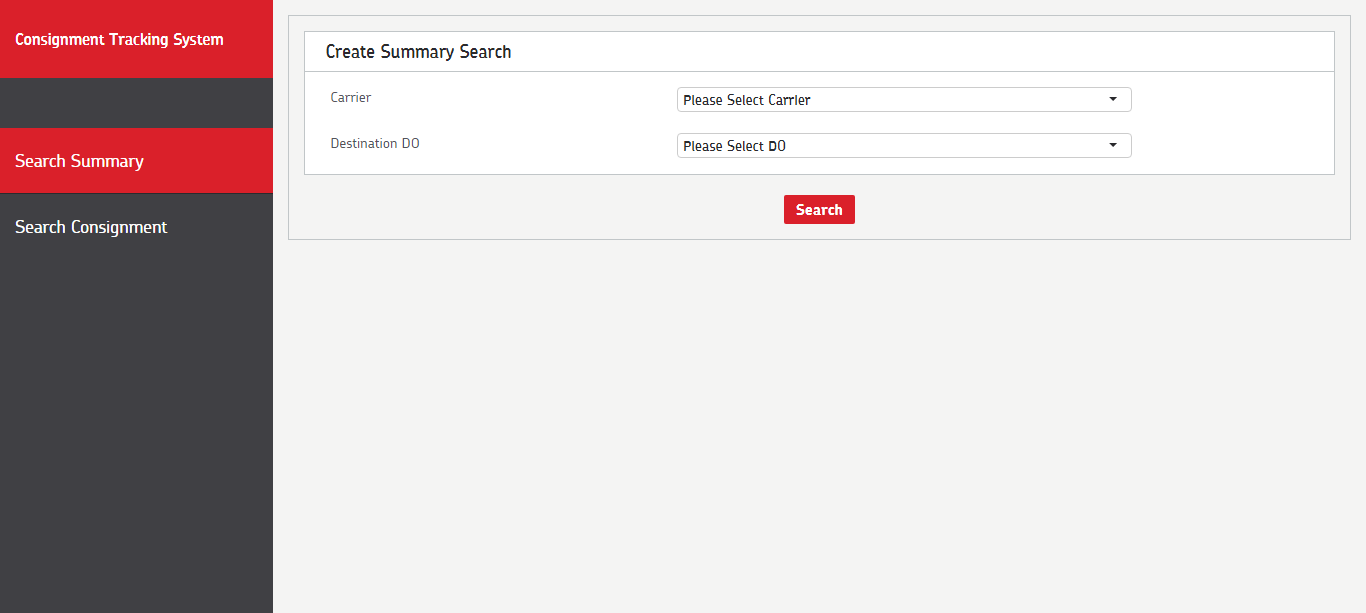 Consignment Tracking System
Search Summary
Search Consignment
Create Summary Search
Carrier
Please Select Carrier
Destination DO
Please Select DO
Search